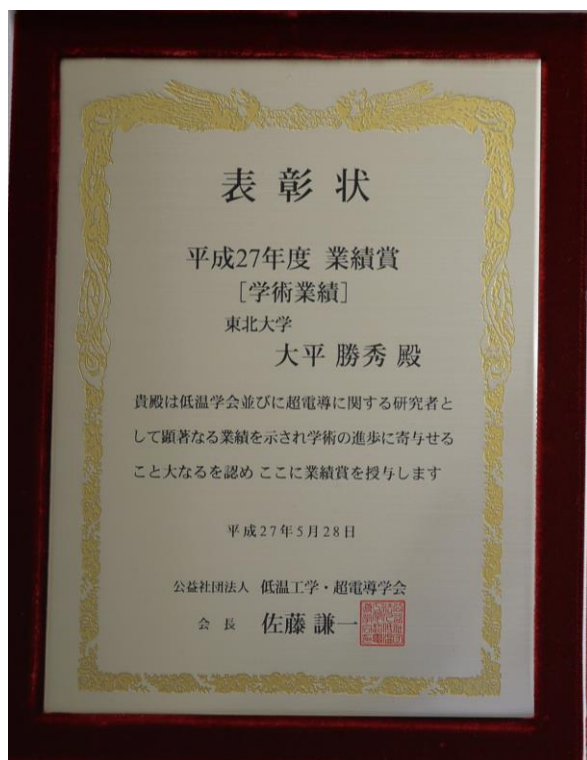 表彰状
平成27年度 業績賞
[学術業績]
東北大学
大平 勝秀 殿
貴殿は低温学会並びに超電導に関する研究者と
して顕著なる業績を示され学術の進歩に寄与せる
こと大なるを認め ここに業績賞を授与します
平成27年5月28日
公益社団法人 低温工学・超電導学会
会長 佐藤謙一